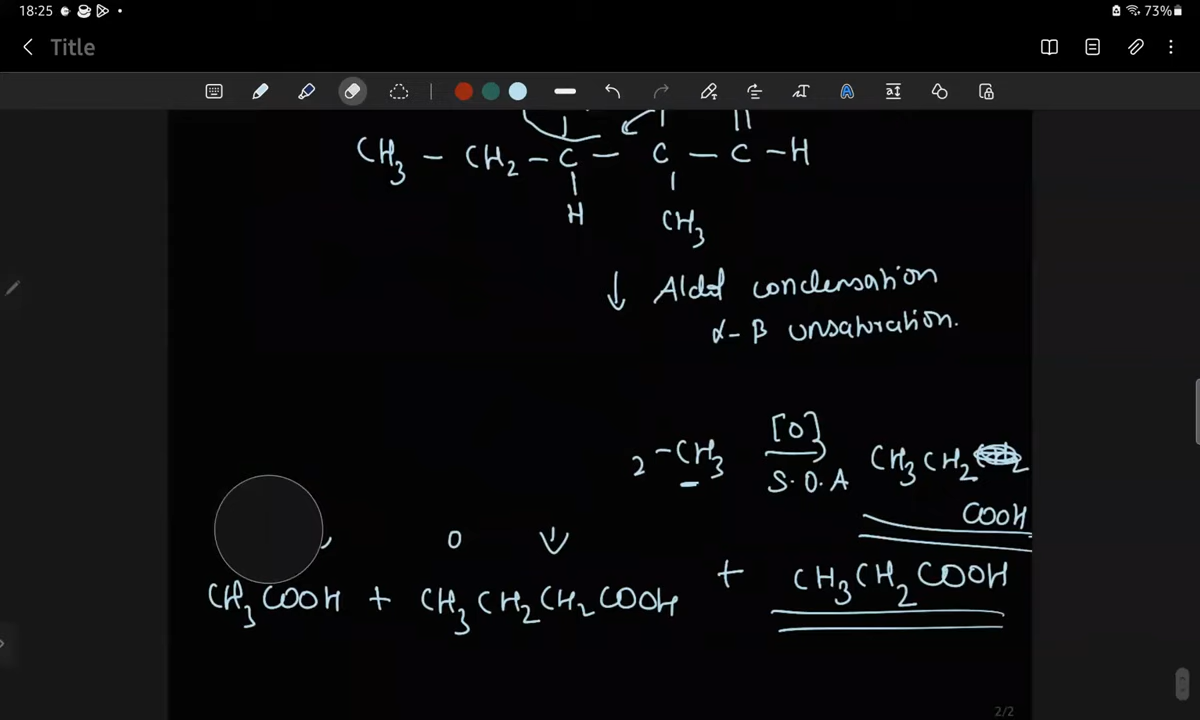 18:25 73%
Title
CH3 - CH2 - C - C - C - H
H CH3
↓ Aldol condensation
α-β unsaturation.
[O]
2 -CH3 CH3CH2
S.O.A
COOH
O
CH3COOH + CH3CH2CH2COOH + CH3CH2COOH
2/2